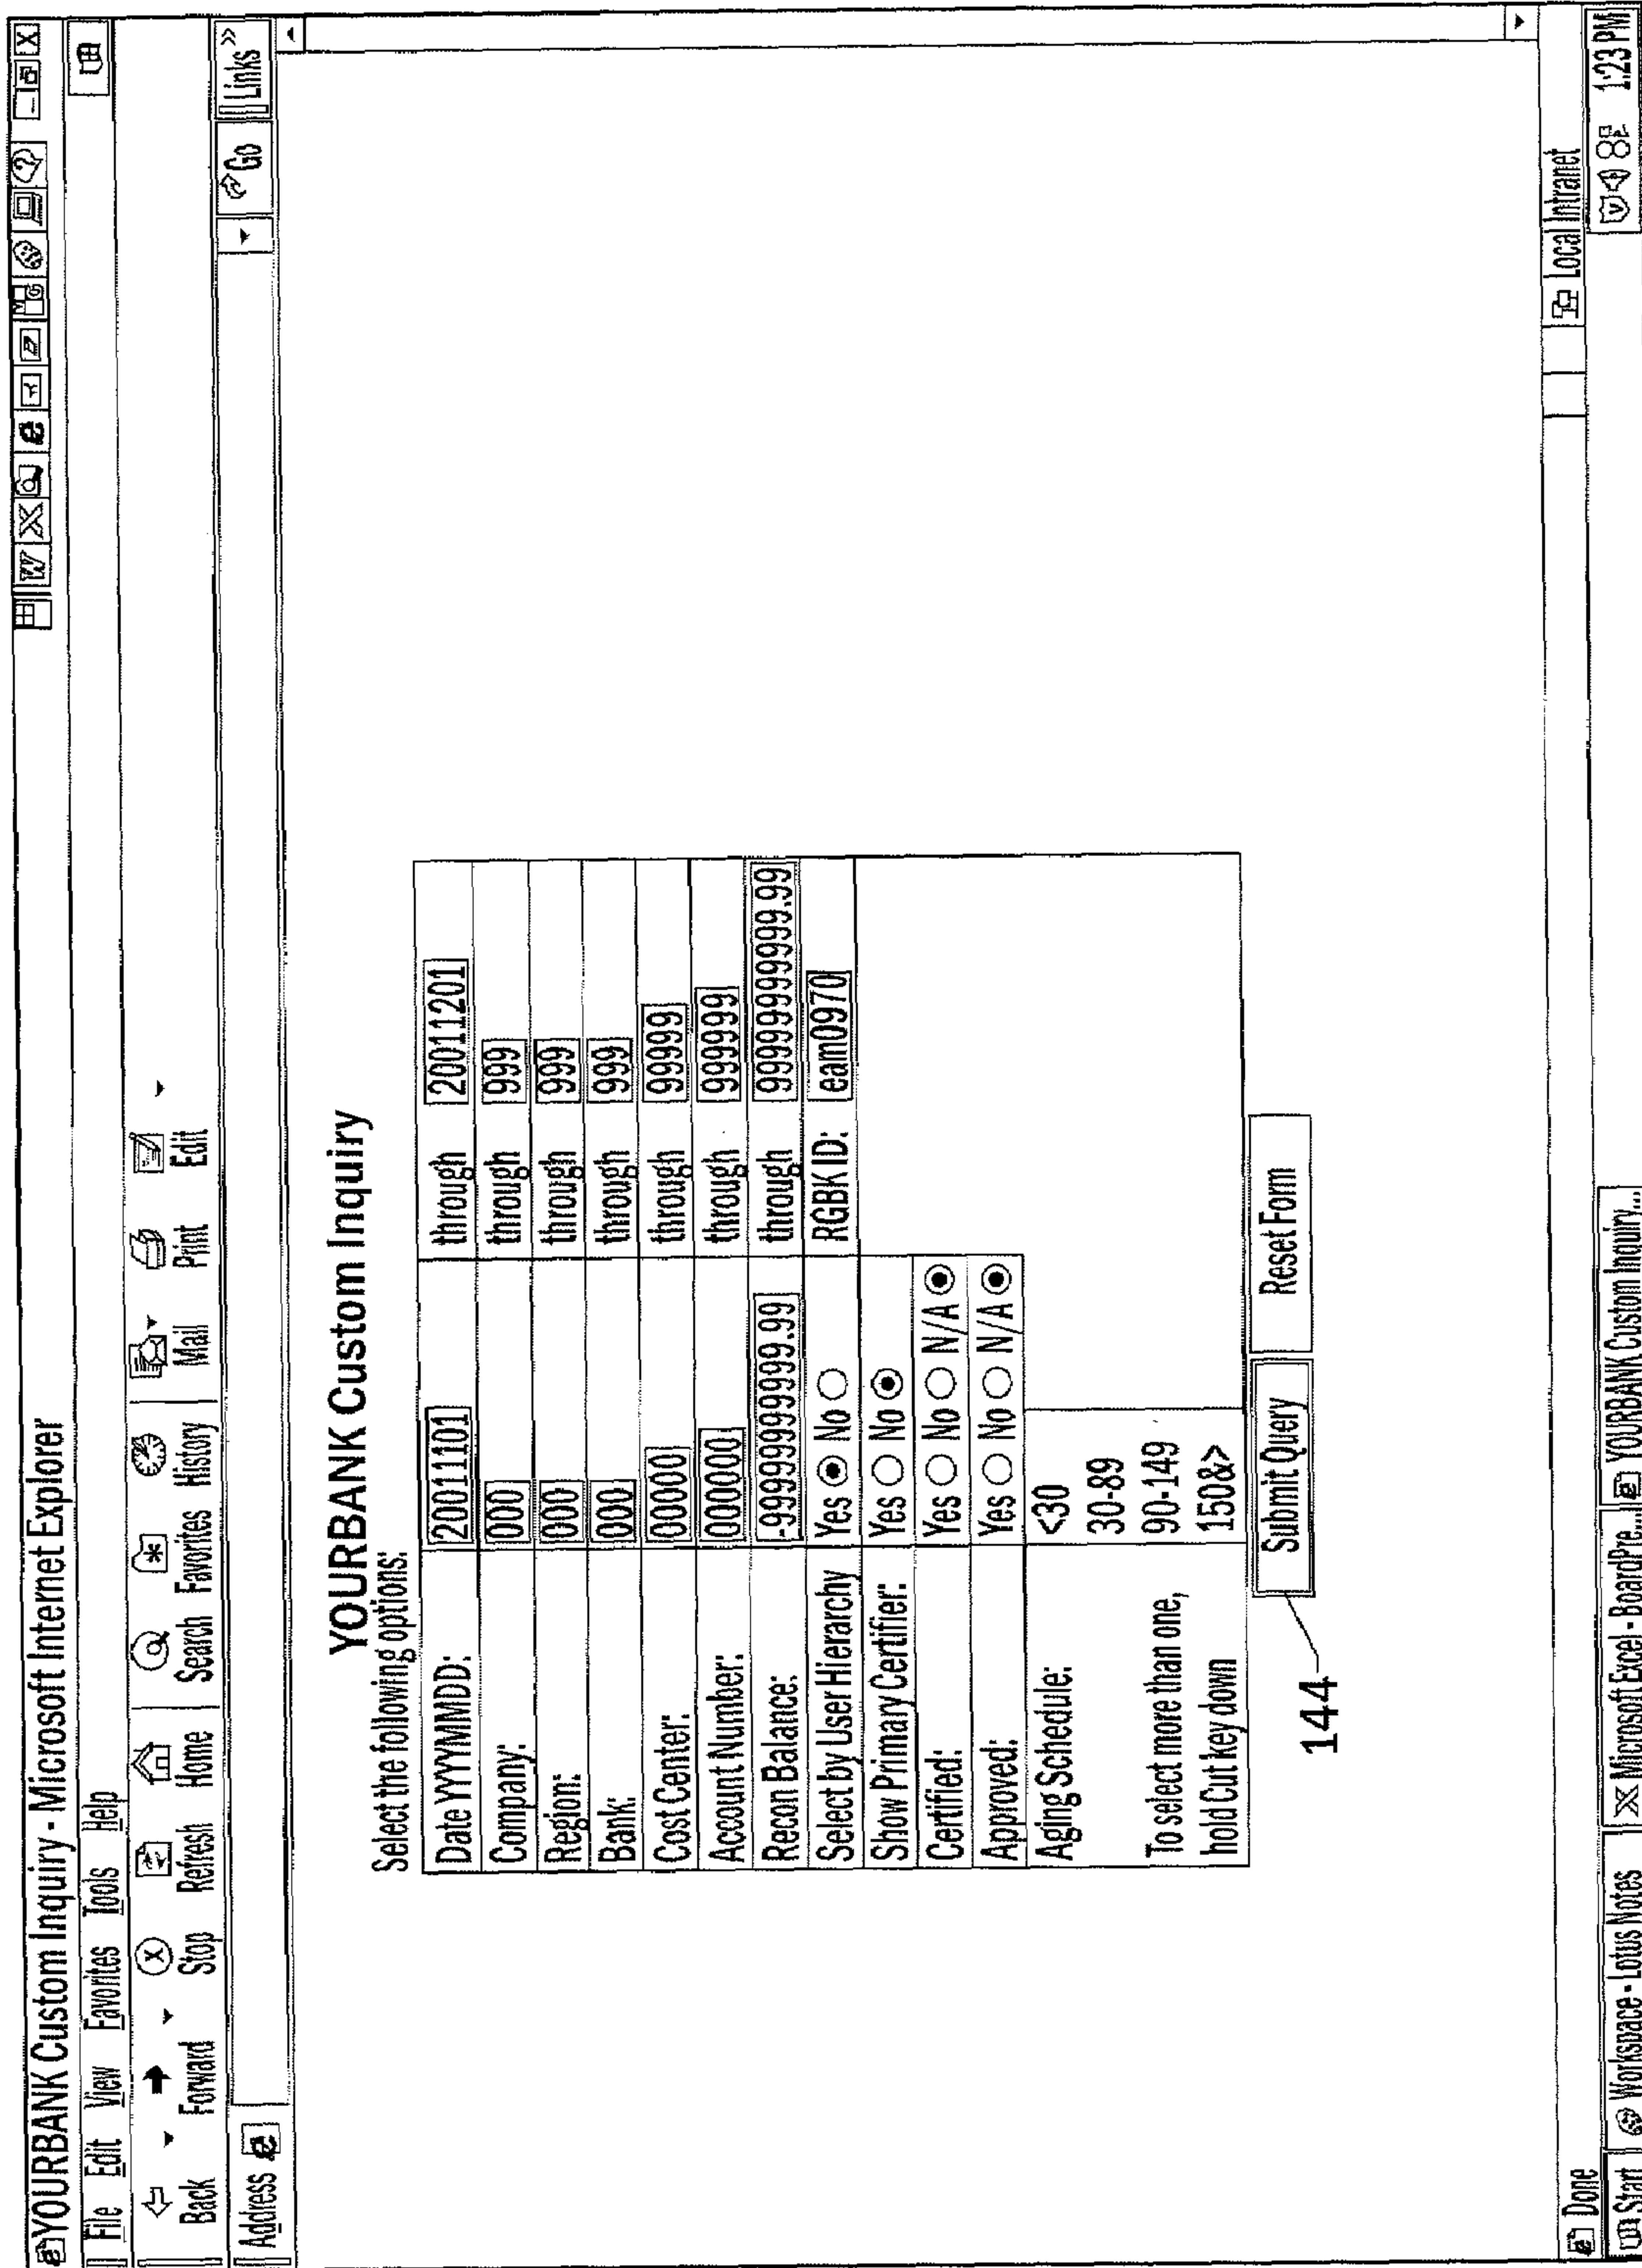 YOURBANK Custom Inquiry - Microsoft Internet Explorer
File Edit View Favorites Tools Help
Back Forward Stop Refresh Home Search Favorites History Mail Print Edit
Address Go Links »
YOURBANK Custom Inquiry
Select the following options:
Date YYYYMMDD: 20011101 through 20011201
Company: 000 through 999
Region: 000 through 999
Bank: 000 through 999
Cost Center: 00000 through 99999
Account Number: 000000 through 999999
Recon Balance: through
Select by User Hierarchy Yes No RGBK ID: eam0970
Show Primary Certifier: Yes No
Certified: Yes No N/A
Approved: Yes No N/A
Aging Schedule: <30
30-89
To select more than one, 90-149
hold Cut key down 150&>
Submit Query Reset Form
144
Done Local Intranet
Start Workspace - Lotus Notes Microsoft Excel - BoardPre... YOURBANK Custom Inquiry... 1:23 PM